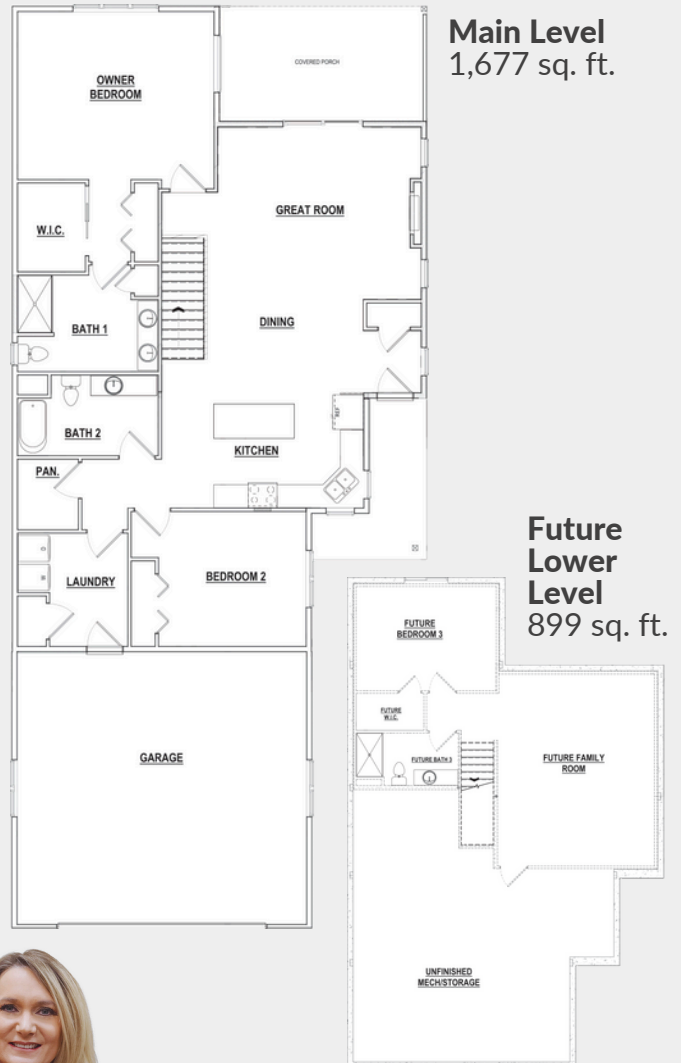 Main Level
1,677 sq. ft.
COVERED PORCH
OWNER
BEDROOM
GREAT ROOM
W.I.C.
BATH 1
DINING
BATH 2
KITCHEN
REF.
PAN.
LAUNDRY
BEDROOM 2
GARAGE
Future
Lower
Level
899 sq. ft.
FUTURE
BEDROOM 3
FUTURE
W.I.C.
FUTURE BATH 3
FUTURE FAMILY
ROOM
UNFINISHED
MECH/STORAGE